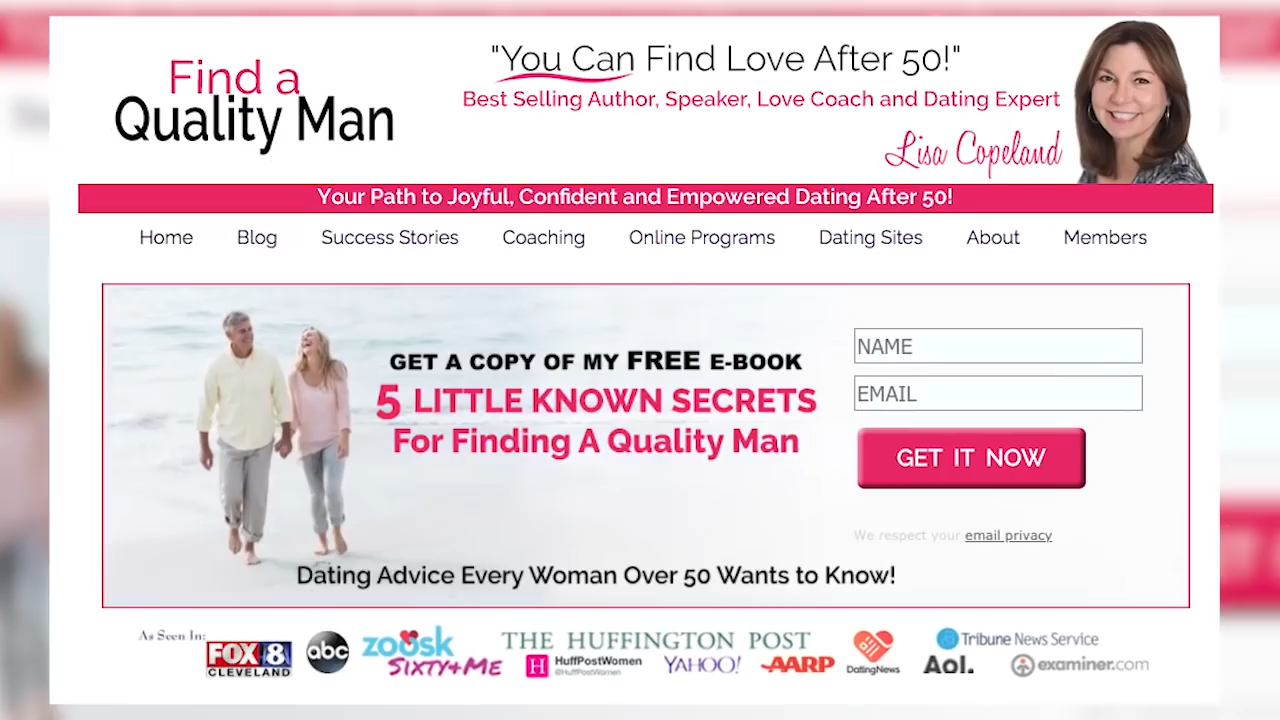 Find a
Quality Man
"You Can Find Love After 50!"
Best Selling Author, Speaker, Love Coach and Dating Expert
Lisa Copeland
Your Path to Joyful, Confident and Empowered Dating After 50!
Home Blog Success Stories Coaching Online Programs Dating Sites About Members
GET A COPY OF MY FREE E-BOOK
5 LITTLE KNOWN SECRETS
For Finding A Quality Man
NAME
EMAIL
GET IT NOW
We respect your email privacy
Dating Advice Every Woman Over 50 Wants to Know!
As Seen In:
FOX 8
CLEVELAND
abc
zoosk
SIXTY+ME
THE HUFFINGTON POST
H HuffPostWomen
@HuffPostWomen
YAHOO!
AARP
DatingNews
Tribune News Service
Aol.
examiner.com